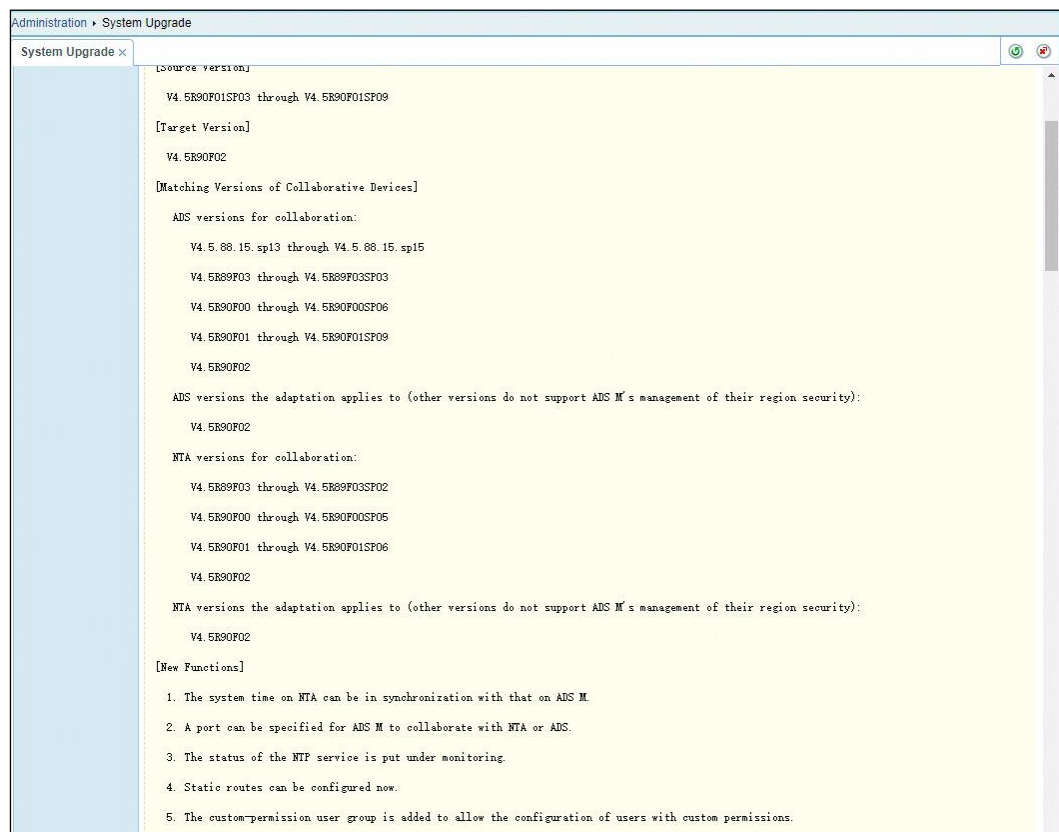 Administration › System Upgrade
System Upgrade ×
[Source Version]
V4.5R90F01SP03 through V4.5R90F01SP09
[Target Version]
V4.5R90F02
[Matching Versions of Collaborative Devices]
ADS versions for collaboration:
V4.5.88.15.sp13 through V4.5.88.15.sp15
V4.5R89F03 through V4.5R89F03SP03
V4.5R90F00 through V4.5R90F00SP06
V4.5R90F01 through V4.5R90F01SP09
V4.5R90F02
ADS versions the adaptation applies to (other versions do not support ADS M's management of their region security):
V4.5R90F02
NTA versions for collaboration:
V4.5R89F03 through V4.5R89F03SP02
V4.5R90F00 through V4.5R90F00SP05
V4.5R90F01 through V4.5R90F01SP06
V4.5R90F02
NTA versions the adaptation applies to (other versions do not support ADS M's management of their region security):
V4.5R90F02
[New Functions]
1. The system time on NTA can be in synchronization with that on ADS M.
2. A port can be specified for ADS M to collaborate with NTA or ADS.
3. The status of the NTP service is put under monitoring.
4. Static routes can be configured now.
5. The custom-permission user group is added to allow the configuration of users with custom permissions.